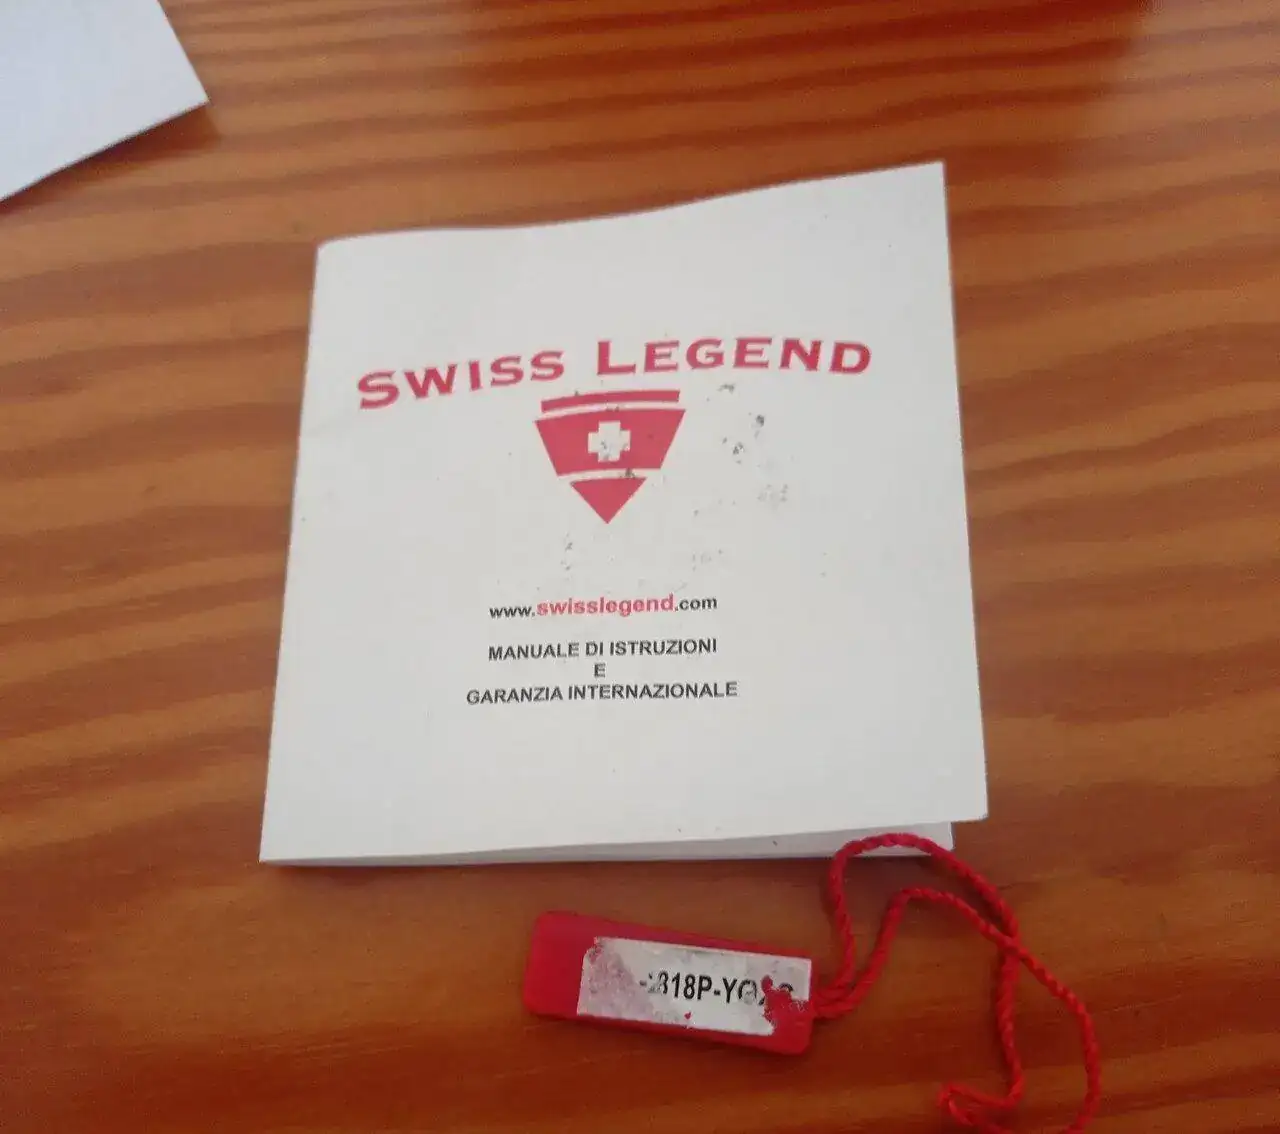 SWISS LEGEND
www.swisslegend.com
MANUALE DI ISTRUZIONI
E
GARANZIA INTERNAZIONALE